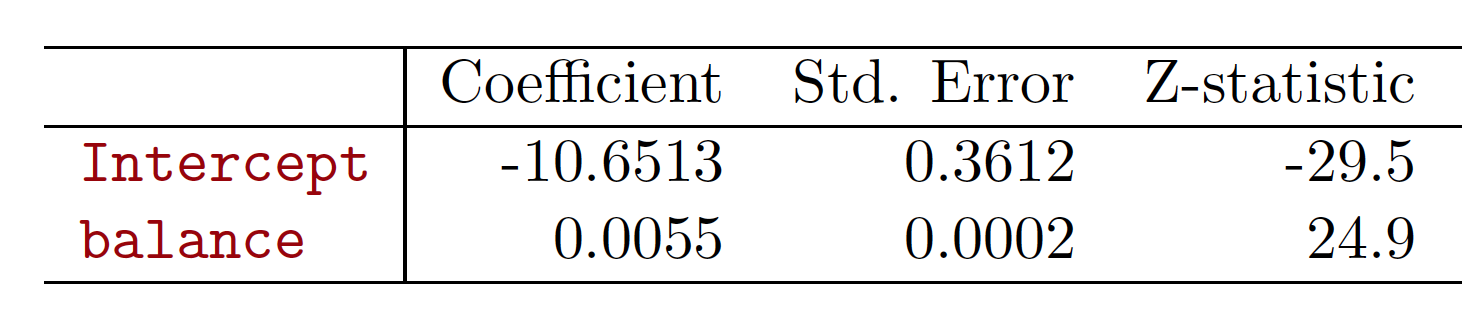 Coefficient Std. Error Z-statistic
Intercept -10.6513 0.3612 -29.5
balance 0.0055 0.0002 24.9